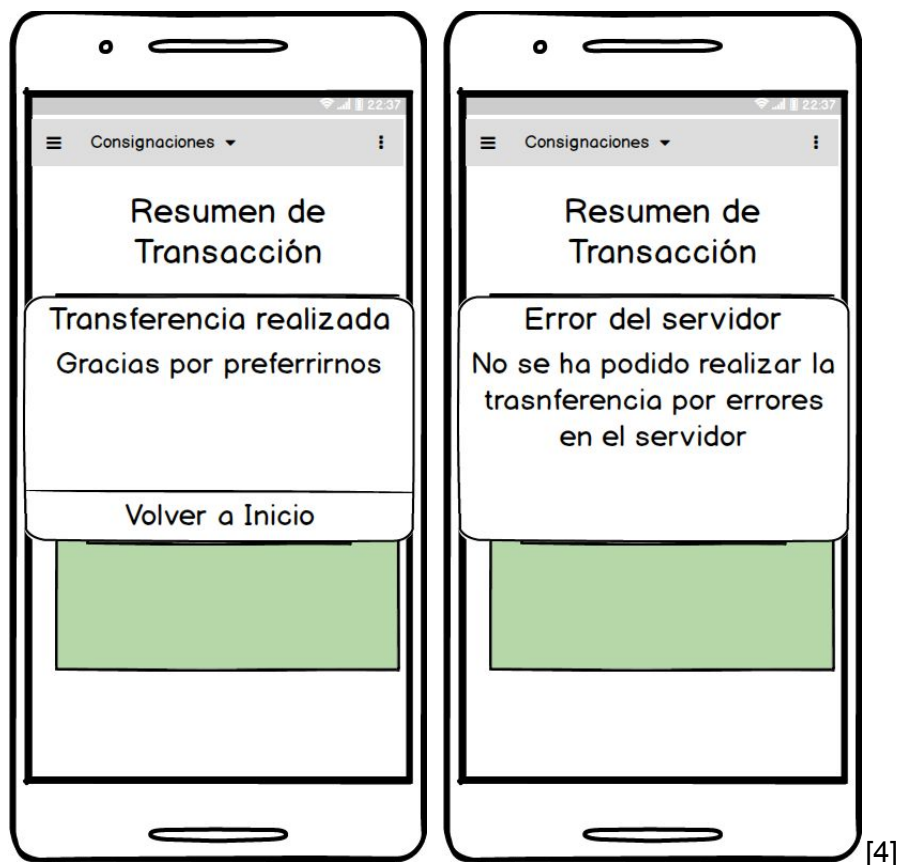 22:37
Consignaciones
Resumen de
Transacción
Transferencia realizada
Gracias por preferrirnos
Volver a Inicio
22:37
Consignaciones
Resumen de
Transacción
Error del servidor
No se ha podido realizar la
trasnferencia por errores
en el servidor
[4]